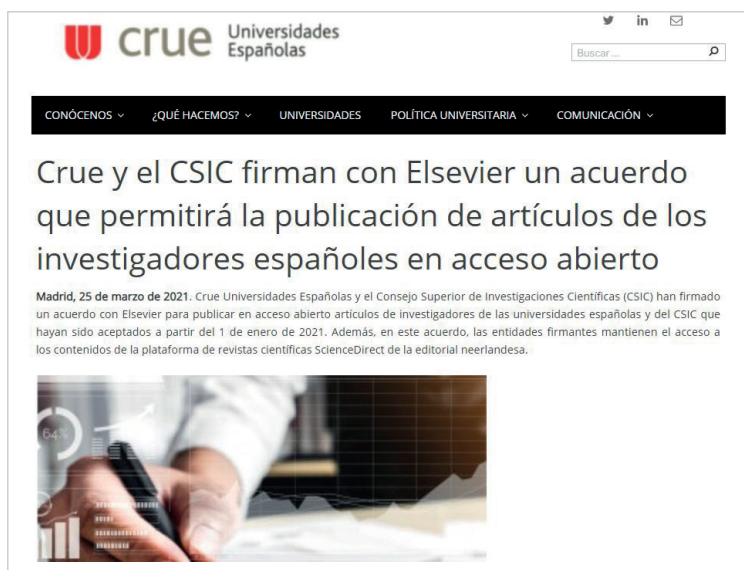 crue Universidades
Españolas
Buscar ...
CONÓCENOS ¿QUÉ HACEMOS? UNIVERSIDADES POLÍTICA UNIVERSITARIA COMUNICACIÓN
Crue y el CSIC firman con Elsevier un acuerdo
que permitirá la publicación de artículos de los
investigadores españoles en acceso abierto
Madrid, 25 de marzo de 2021. Crue Universidades Españolas y el Consejo Superior de Investigaciones Científicas (CSIC) han firmado
un acuerdo con Elsevier para publicar en acceso abierto artículos de investigadores de las universidades españolas y del CSIC que
hayan sido aceptados a partir del 1 de enero de 2021. Además, en este acuerdo, las entidades firmantes mantienen el acceso a
los contenidos de la plataforma de revistas científicas ScienceDirect de la editorial neerlandesa.
64%